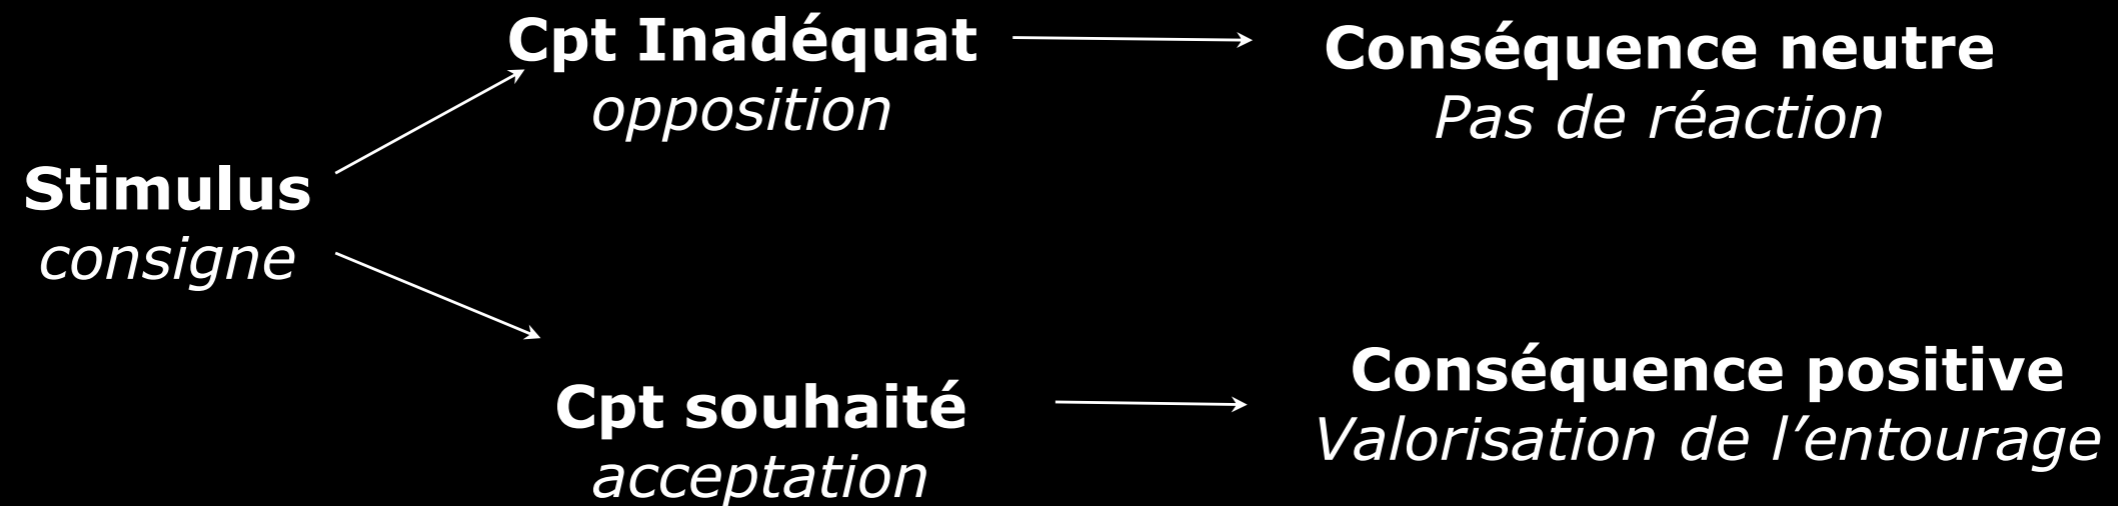 Cpt Inadéquat
opposition
Conséquence neutre
Pas de réaction
Stimulus
consigne
Cpt souhaité
acceptation
Conséquence positive
Valorisation de l’entourage